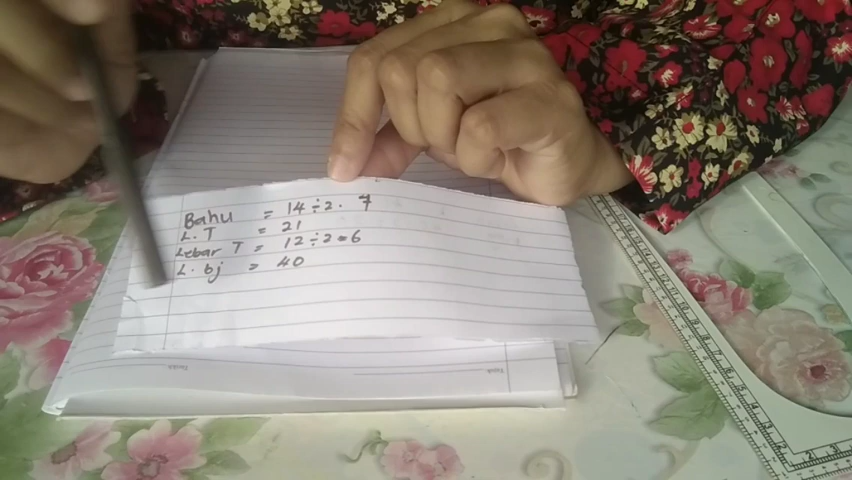 Bahu = 14 ÷ 2 . 7
L. T = 21
Lebar T = 12 ÷ 2 = 6
L. bj = 40